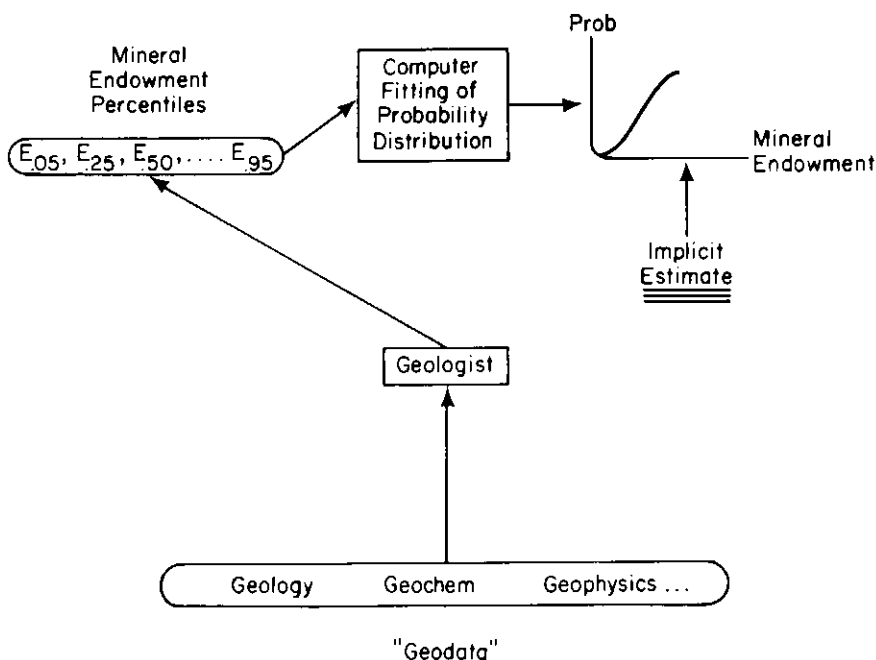 Mineral
Endowment
Percentiles
E.05, E.25, E.50, .... E.95
Computer
Fitting of
Probability
Distribution
Prob
Mineral
Endowment
Implicit
Estimate
Geologist
Geology Geochem Geophysics ...
"Geodata"